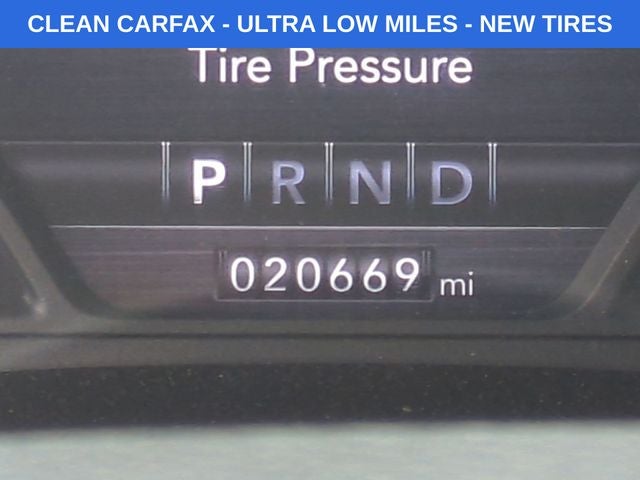 CLEAN CARFAX - ULTRA LOW MILES - NEW TIRES
Tire Pressure
P R N D
020669 mi